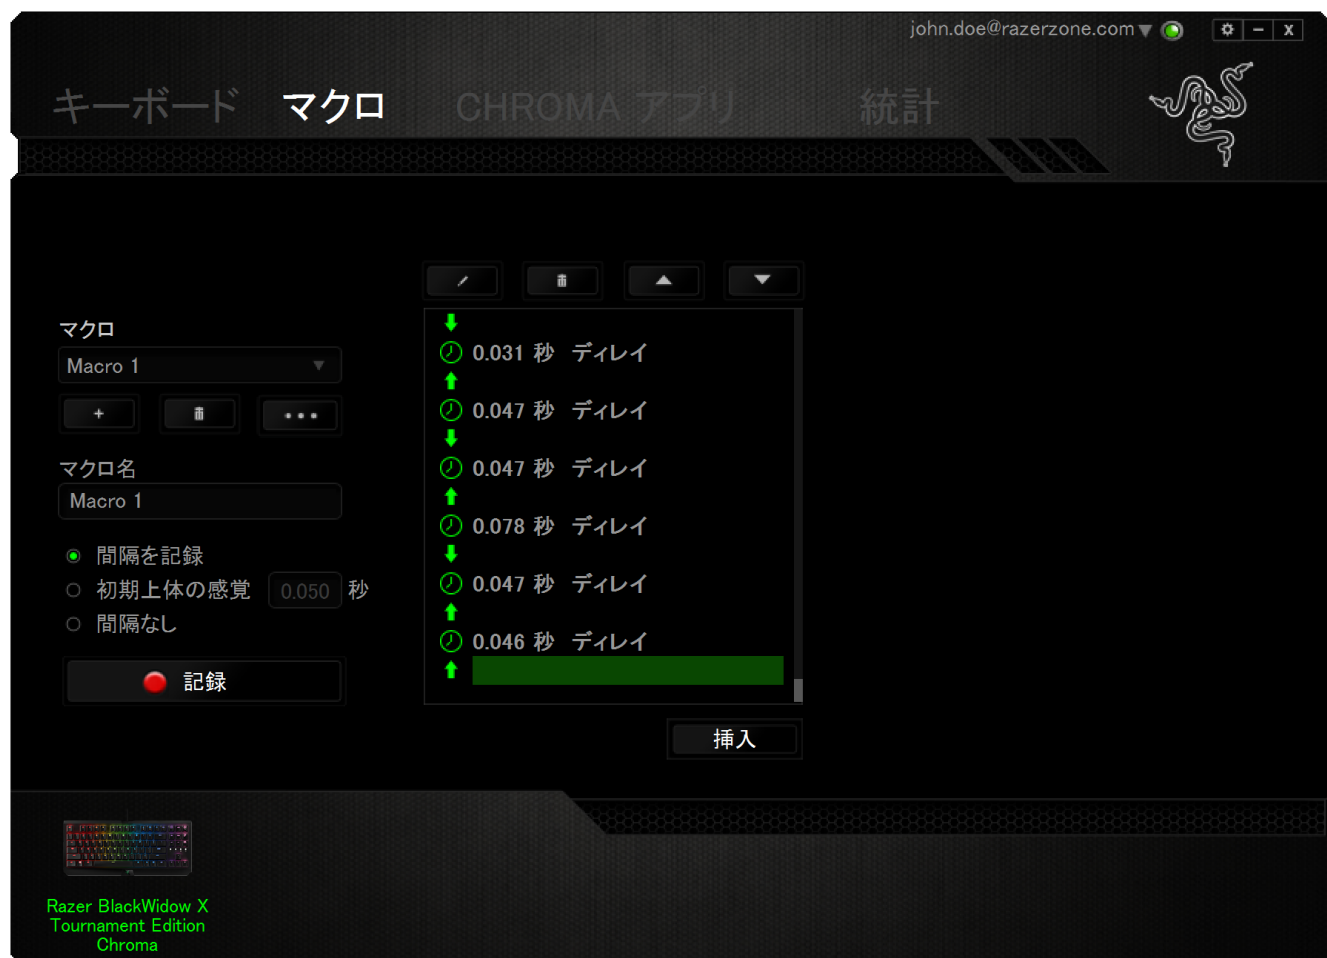 john.doe@razerzone.com
キーボード マクロ CHROMA アプリ 統計
マクロ
Macro 1
マクロ名
Macro 1
間隔を記録
初期上体の感覚 0.050 秒
間隔なし
記録
0.031 秒 ディレイ
0.047 秒 ディレイ
0.047 秒 ディレイ
0.078 秒 ディレイ
0.047 秒 ディレイ
0.046 秒 ディレイ
挿入
Razer BlackWidow X
Tournament Edition
Chroma